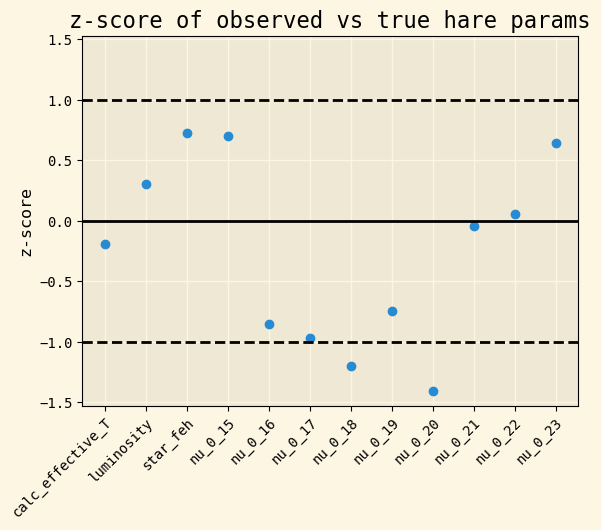 z-score of observed vs true hare params
z-score
1.5
1.0
0.5
0.0
−0.5
−1.0
−1.5
calc_effective_T
luminosity
star_feh
nu_0_15
nu_0_16
nu_0_17
nu_0_18
nu_0_19
nu_0_20
nu_0_21
nu_0_22
nu_0_23